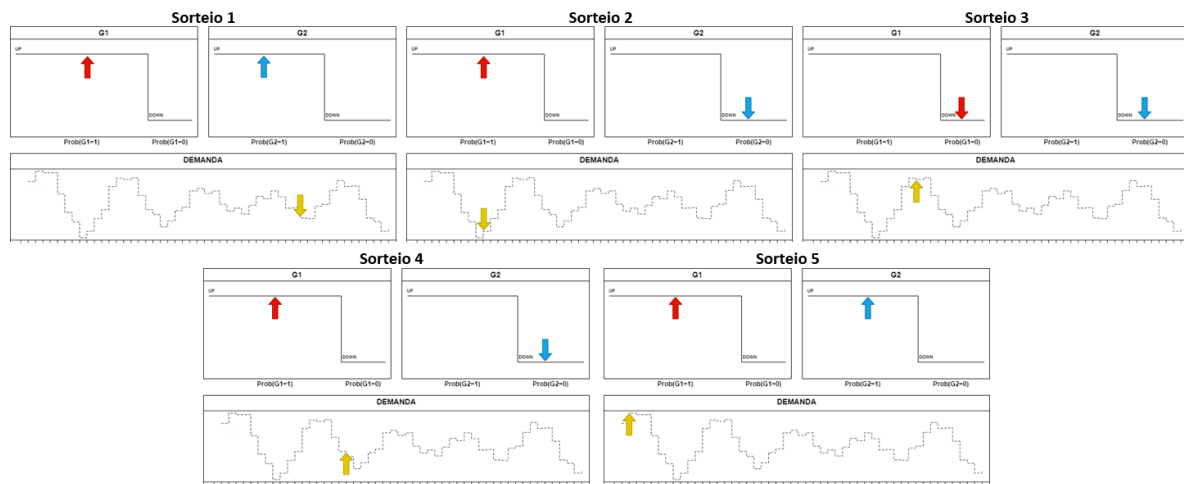 Sorteio 1
G1
UP
DOWN
Prob(G1=1) Prob(G1=0)
G2
UP
DOWN
Prob(G2=1) Prob(G2=0)
DEMANDA
Sorteio 2
G1
UP
DOWN
Prob(G1=1) Prob(G1=0)
G2
UP
DOWN
Prob(G2=1) Prob(G2=0)
DEMANDA
Sorteio 3
G1
UP
DOWN
Prob(G1=1) Prob(G1=0)
G2
UP
DOWN
Prob(G2=1) Prob(G2=0)
DEMANDA
Sorteio 4
G1
UP
DOWN
Prob(G1=1) Prob(G1=0)
G2
UP
DOWN
Prob(G2=1) Prob(G2=0)
DEMANDA
Sorteio 5
G1
UP
DOWN
Prob(G1=1) Prob(G1=0)
G2
UP
DOWN
Prob(G2=1) Prob(G2=0)
DEMANDA